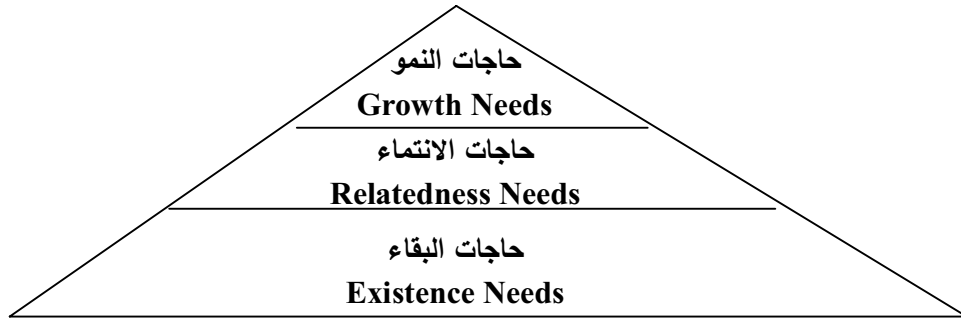 حاجات النمو
Growth Needs
حاجات الانتماء
Relatedness Needs
حاجات البقاء
Existence Needs